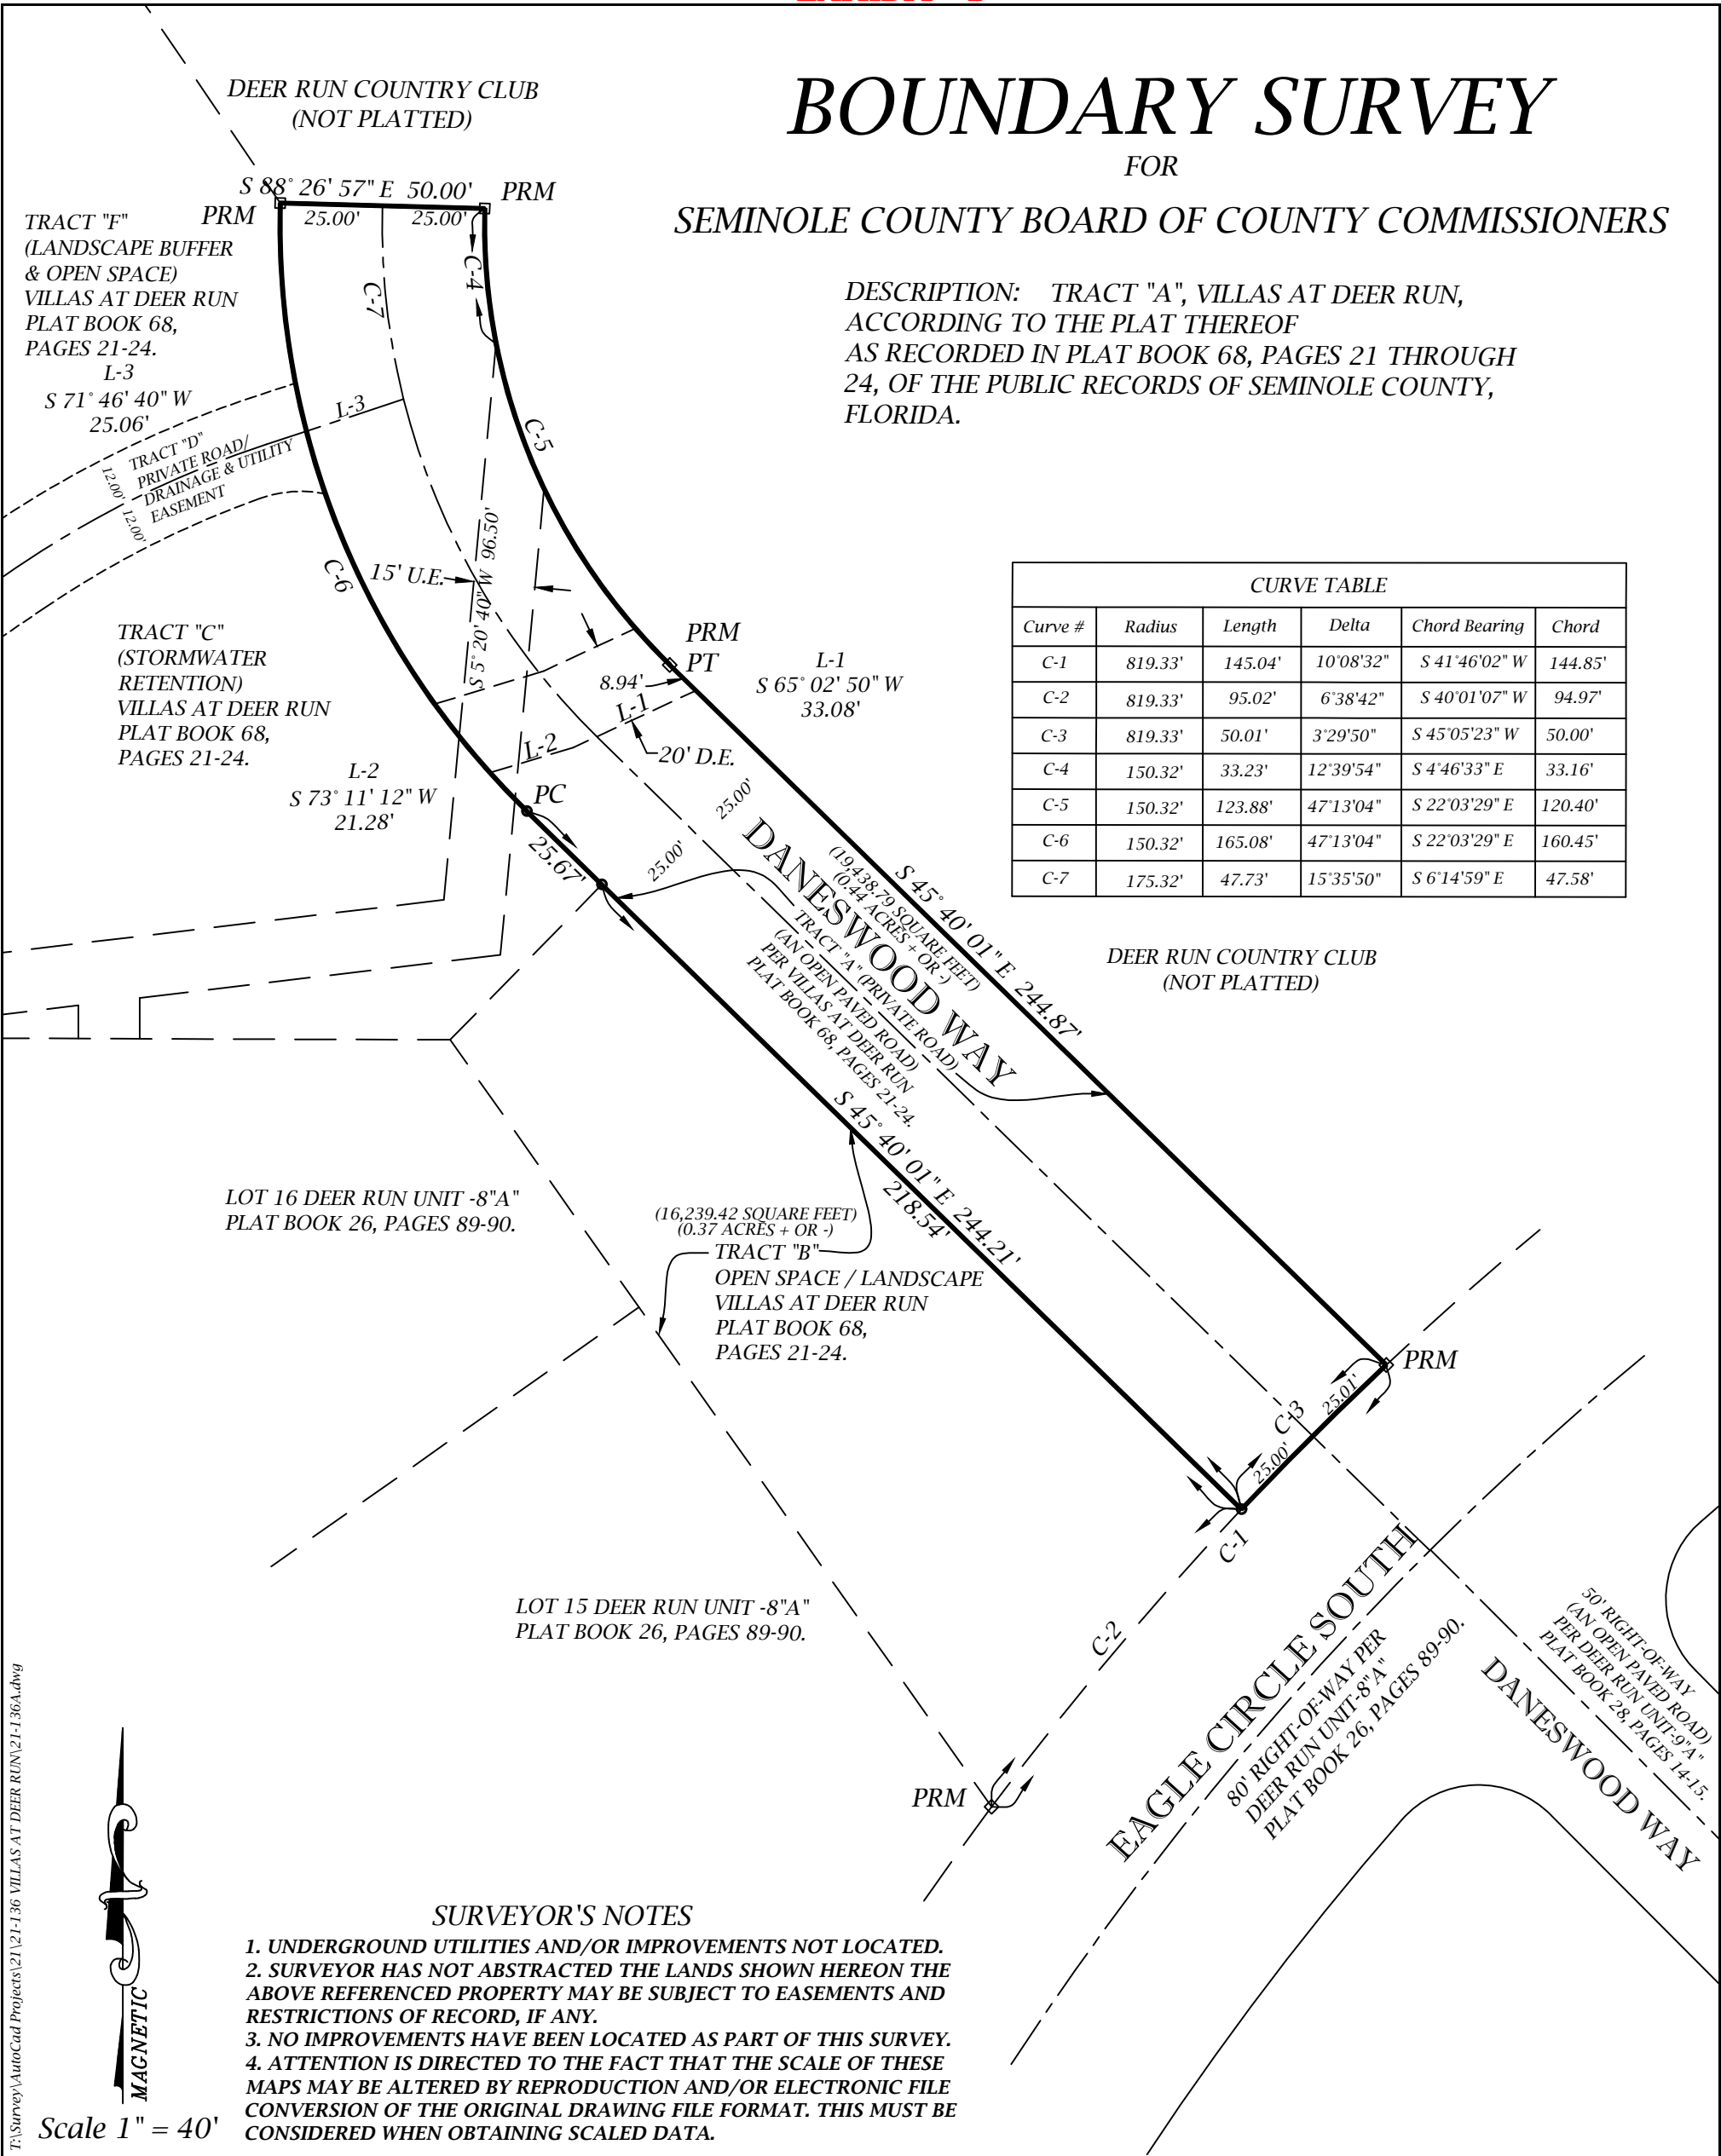 BOUNDARY SURVEY
FOR
SEMINOLE COUNTY BOARD OF COUNTY COMMISSIONERS
DESCRIPTION: TRACT "A", VILLAS AT DEER RUN,
ACCORDING TO THE PLAT THEREOF
AS RECORDED IN PLAT BOOK 68, PAGES 21 THROUGH
24, OF THE PUBLIC RECORDS OF SEMINOLE COUNTY,
FLORIDA.
DEER RUN COUNTRY CLUB
(NOT PLATTED)
S 88° 26' 57" E 50.00'
PRM
PRM
25.00'
25.00'
TRACT "F"
(LANDSCAPE BUFFER
& OPEN SPACE)
VILLAS AT DEER RUN
PLAT BOOK 68,
PAGES 21-24.
L-3
S 71° 46' 40" W
25.06'
C-7
C-4
L-3
C-5
TRACT "D"
PRIVATE ROAD/
DRAINAGE & UTILITY
EASEMENT
12.00'
12.00'
C-6
15' U.E.
S 5° 20' 40" W 96.50'
TRACT "C"
(STORMWATER
RETENTION)
VILLAS AT DEER RUN
PLAT BOOK 68,
PAGES 21-24.
PRM
PT
8.94'
L-1
S 65° 02' 50" W
33.08'
L-1
L-2
20' D.E.
L-2
S 73° 11' 12" W
21.28'
PC
25.67'
25.00'
25.00'
CURVE TABLE
Curve # Radius Length Delta Chord Bearing Chord
C-1 819.33' 145.04' 10°08'32" S 41°46'02" W 144.85'
C-2 819.33' 95.02' 6°38'42" S 40°01'07" W 94.97'
C-3 819.33' 50.01' 3°29'50" S 45°05'23" W 50.00'
C-4 150.32' 33.23' 12°39'54" S 4°46'33" E 33.16'
C-5 150.32' 123.88' 47°13'04" S 22°03'29" E 120.40'
C-6 150.32' 165.08' 47°13'04" S 22°03'29" E 160.45'
C-7 175.32' 47.73' 15°35'50" S 6°14'59" E 47.58'
S 45° 40' 01" E 244.87'
(19,438.79 SQUARE FEET)
(0.44 ACRES + OR -)
DANESWOOD WAY
TRACT "A" (PRIVATE ROAD)
(AN OPEN PAVED ROAD)
PER VILLAS AT DEER RUN
PLAT BOOK 68, PAGES 21-24.
DEER RUN COUNTRY CLUB
(NOT PLATTED)
S 45° 40' 01" E 244.21'
218.54'
LOT 16 DEER RUN UNIT -8"A"
PLAT BOOK 26, PAGES 89-90.
(16,239.42 SQUARE FEET)
(0.37 ACRES + OR -)
TRACT "B"
OPEN SPACE / LANDSCAPE
VILLAS AT DEER RUN
PLAT BOOK 68,
PAGES 21-24.
PRM
25.01'
C-3
25.00'
C-1
C-2
LOT 15 DEER RUN UNIT -8"A"
PLAT BOOK 26, PAGES 89-90.
PRM
EAGLE CIRCLE SOUTH
80' RIGHT-OF-WAY PER
DEER RUN UNIT-8"A"
PLAT BOOK 26, PAGES 89-90.
50' RIGHT-OF-WAY
(AN OPEN PAVED ROAD)
PER DEER RUN UNIT-9"A"
PLAT BOOK 28, PAGES 14-15.
DANESWOOD WAY
SURVEYOR'S NOTES
1. UNDERGROUND UTILITIES AND/OR IMPROVEMENTS NOT LOCATED.
2. SURVEYOR HAS NOT ABSTRACTED THE LANDS SHOWN HEREON THE
ABOVE REFERENCED PROPERTY MAY BE SUBJECT TO EASEMENTS AND
RESTRICTIONS OF RECORD, IF ANY.
3. NO IMPROVEMENTS HAVE BEEN LOCATED AS PART OF THIS SURVEY.
4. ATTENTION IS DIRECTED TO THE FACT THAT THE SCALE OF THESE
MAPS MAY BE ALTERED BY REPRODUCTION AND/OR ELECTRONIC FILE
CONVERSION OF THE ORIGINAL DRAWING FILE FORMAT. THIS MUST BE
CONSIDERED WHEN OBTAINING SCALED DATA.
MAGNETIC
Scale 1" = 40'
T:\Survey\AutoCad Projects\21\21-136 VILLAS AT DEER RUN\21-136A.dwg